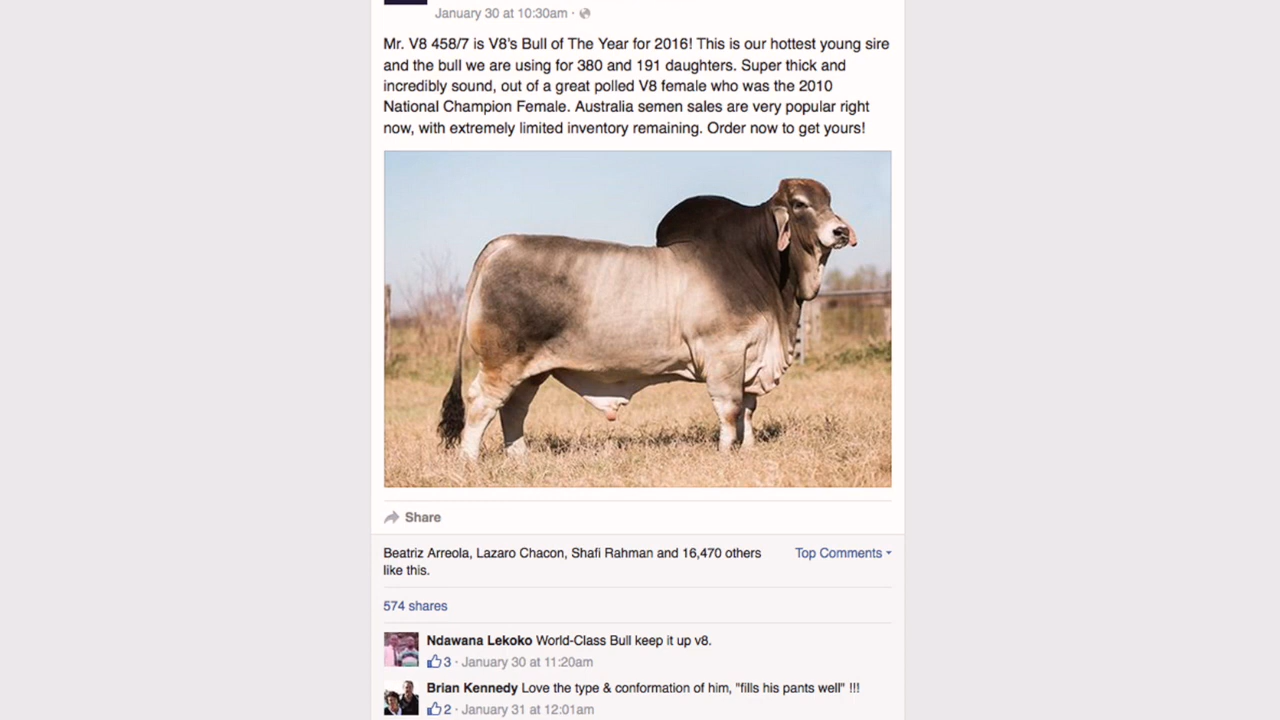 January 30 at 10:30am ·
Mr. V8 458/7 is V8's Bull of The Year for 2016! This is our hottest young sire
and the bull we are using for 380 and 191 daughters. Super thick and
incredibly sound, out of a great polled V8 female who was the 2010
National Champion Female. Australia semen sales are very popular right
now, with extremely limited inventory remaining. Order now to get yours!
Share
Beatriz Arreola, Lazaro Chacon, Shafi Rahman and 16,470 others
like this.
Top Comments
574 shares
Ndawana Lekoko World-Class Bull keep it up v8.
3 · January 30 at 11:20am
Brian Kennedy Love the type & conformation of him, "fills his pants well" !!!
2 · January 31 at 12:01am